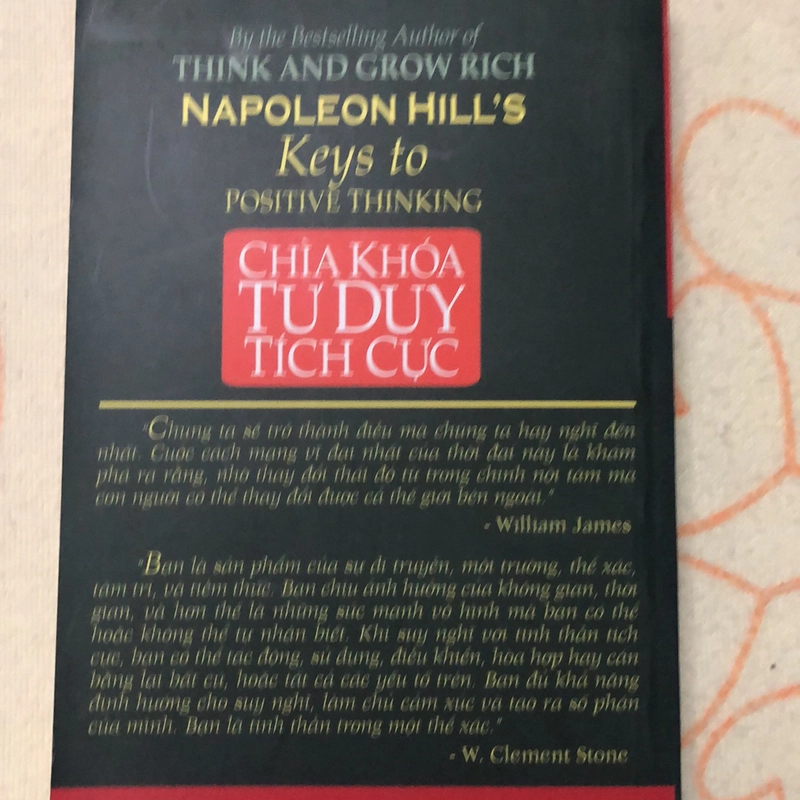 By the Bestselling Author of
THINK AND GROW RICH
NAPOLEON HILL'S
Keys to
POSITIVE THINKING
CHÌA KHÓA
TƯ DUY
TÍCH CỰC
"Chúng ta sẽ trở thành điều mà chúng ta hay nghĩ đến
nhất. Cuộc cách mạng vĩ đại nhất của thời đại này là khám
phá ra rằng, nhờ thay đổi thái độ từ trong chính nội tâm mà
con người có thể thay đổi được cả thế giới bên ngoài."
- William James
"Bạn là sản phẩm của sự di truyền, môi trường, thể xác,
tâm trí, và tiềm thức. Bạn chịu ảnh hưởng của không gian, thời
gian, và hơn thế là những sức mạnh vô hình mà bạn có thể
hoặc không thể tự nhận biết. Khi suy nghĩ với tinh thần tích
cực, bạn có thể tác động, sử dụng, điều khiển, hòa hợp hay cân
bằng lại bất cứ, hoặc tất cả các yếu tố trên. Bạn đủ khả năng
định hướng cho suy nghĩ, làm chủ cảm xúc và tạo ra số phận
của mình. Bạn là tinh thần trong một thể xác."
- W. Clement Stone